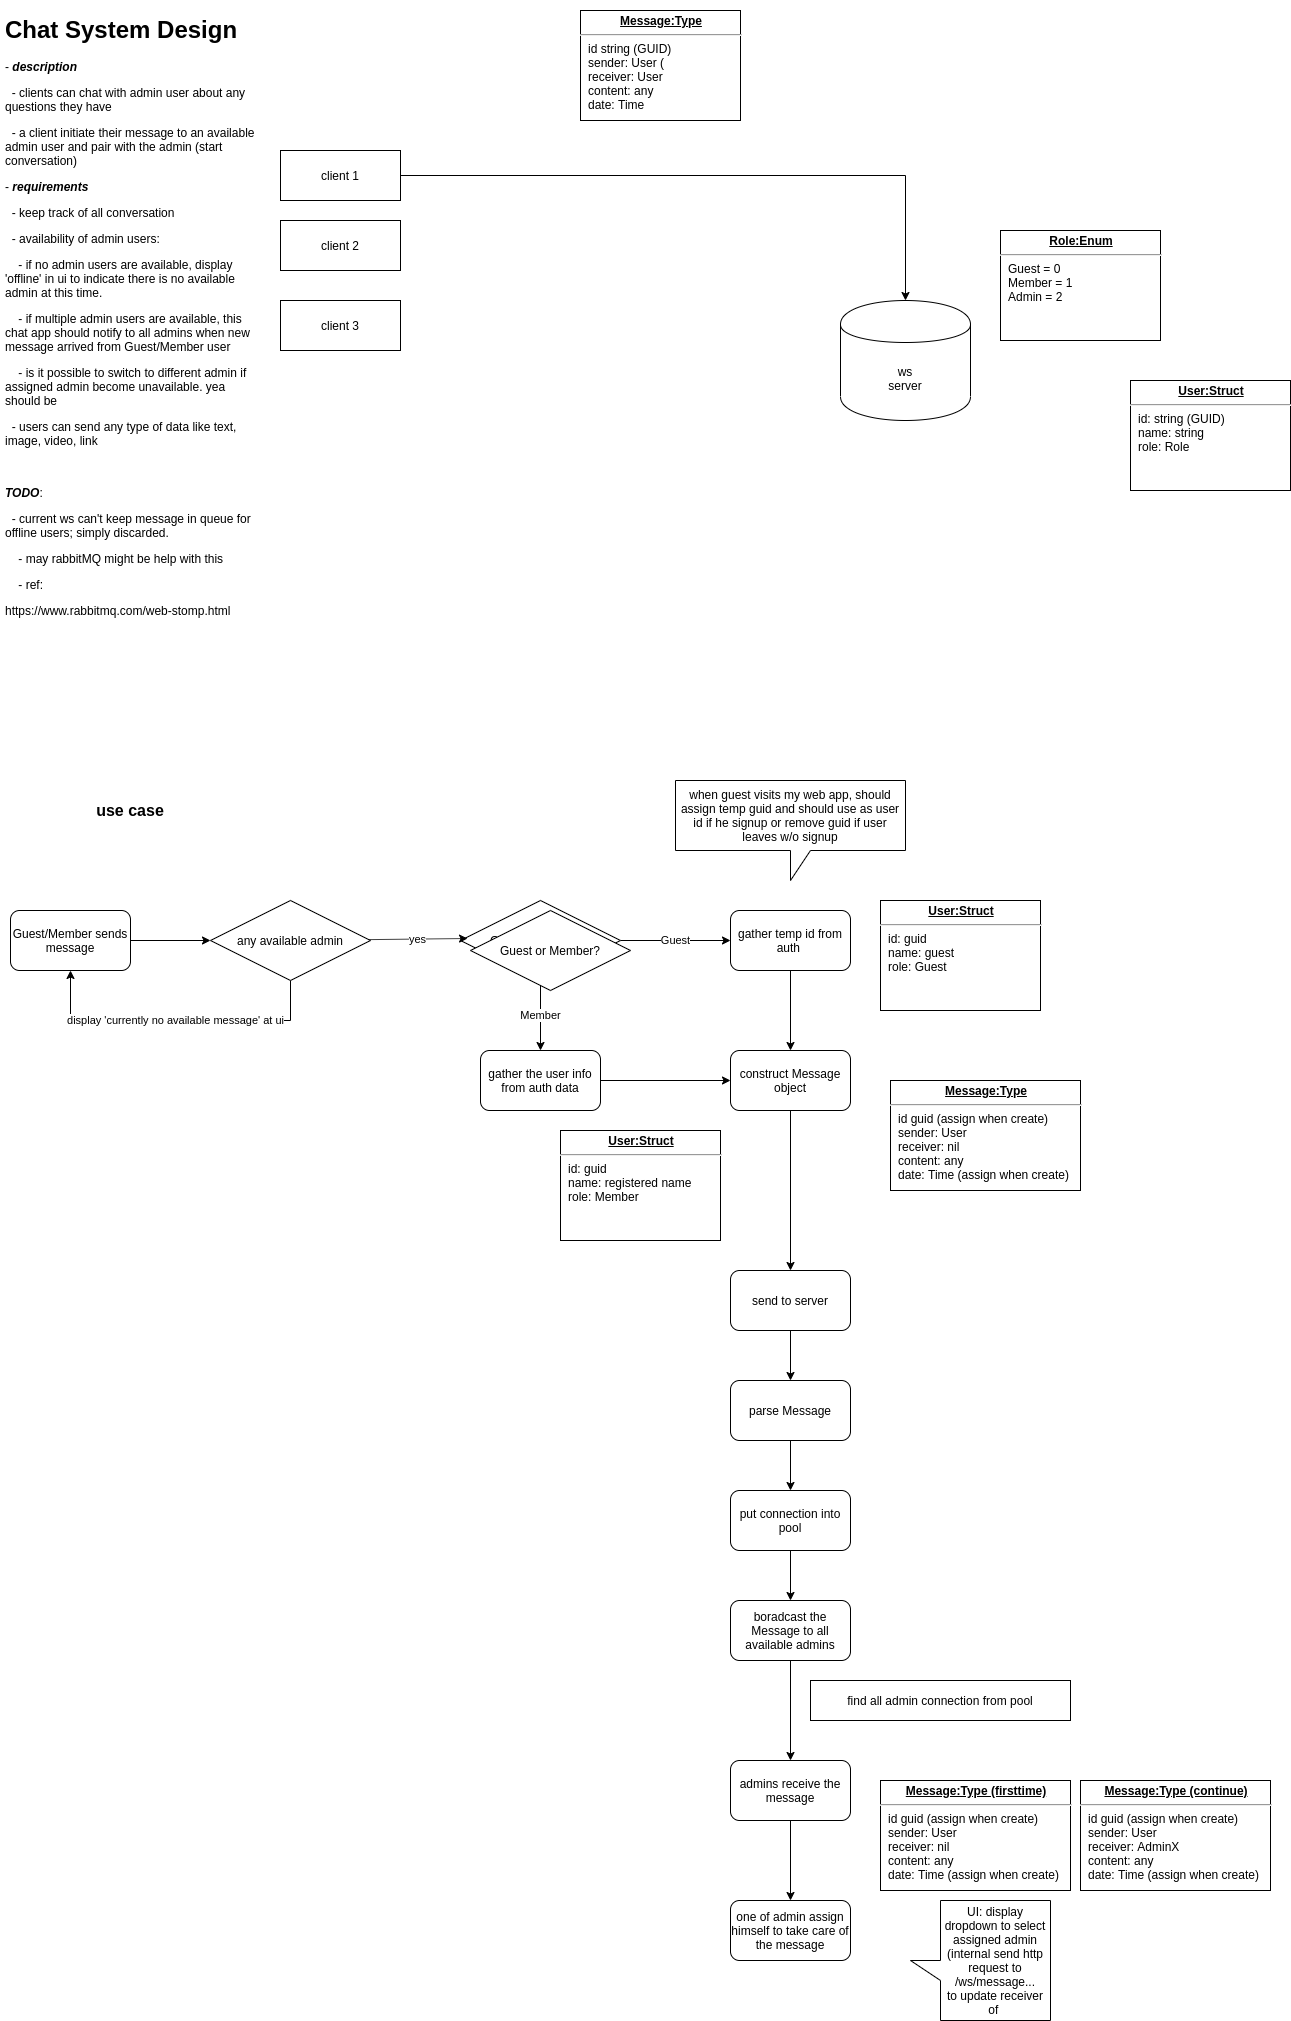 Chat System Design
- description
- clients can chat with admin user about any
questions they have
- a client initiate their message to an available
admin user and pair with the admin (start
conversation)
- requirements
- keep track of all conversation
- availability of admin users:
- if no admin users are available, display
'offline' in ui to indicate there is no available
admin at this time.
- if multiple admin users are available, this
chat app should notify to all admins when new
message arrived from Guest/Member user
- is it possible to switch to different admin if
assigned admin become unavailable. yea
should be
- users can send any type of data like text,
image, video, link
TODO:
- current ws can't keep message in queue for
offline users; simply discarded.
- may rabbitMQ might be help with this
- ref:
https://www.rabbitmq.com/web-stomp.html
Message:Type
id string (GUID)
sender: User (
receiver: User
content: any
date: Time
client 1
client 2
client 3
ws
server
Role:Enum
Guest = 0
Member = 1
Admin = 2
User:Struct
id: string (GUID)
name: string
role: Role
use case
when guest visits my web app, should
assign temp guid and should use as user
id if he signup or remove guid if user
leaves w/o signup
Guest/Member sends
message
any available admin
yes
Guest or Member?
Guest
gather temp id from
auth
User:Struct
id: guid
name: guest
role: Guest
display 'currently no available message' at ui
Member
gather the user info
from auth data
construct Message
object
Message:Type
id guid (assign when create)
sender: User
receiver: nil
content: any
date: Time (assign when create)
User:Struct
id: guid
name: registered name
role: Member
send to server
parse Message
put connection into
pool
boradcast the
Message to all
available admins
find all admin connection from pool
admins receive the
message
Message:Type (firsttime)
id guid (assign when create)
sender: User
receiver: nil
content: any
date: Time (assign when create)
Message:Type (continue)
id guid (assign when create)
sender: User
receiver: AdminX
content: any
date: Time (assign when create)
one of admin assign
himself to take care of
the message
UI: display
dropdown to select
assigned admin
(internal send http
request to
/ws/message...
to update receiver
of